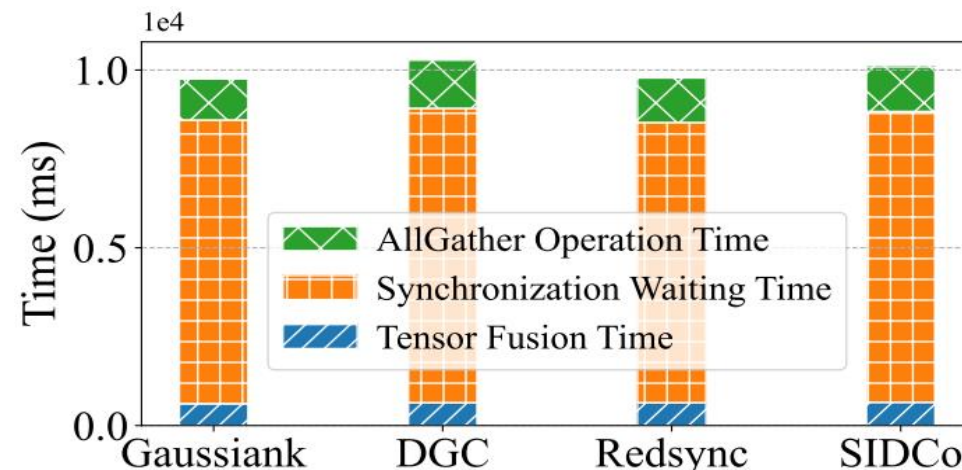 1e4
1.0
0.5
0.0
Time (ms)
AllGather Operation Time
Synchronization Waiting Time
Tensor Fusion Time
Gaussiank DGC Redsync SIDCo